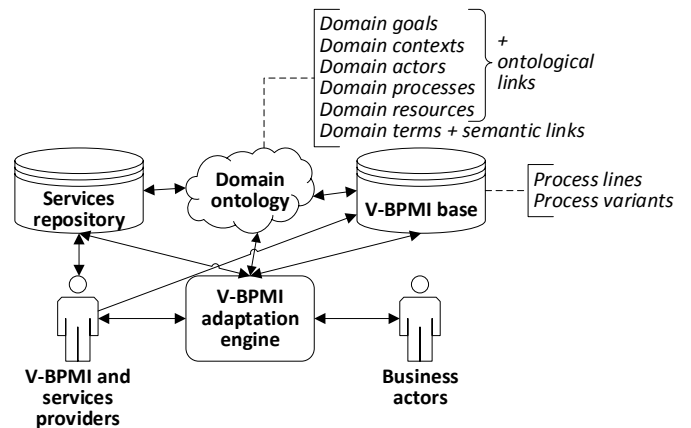 Domain goals
Domain contexts
Domain actors
Domain processes
Domain resources
Domain terms + semantic links
+
ontological
links
Services
repository
Domain
ontology
V-BPMI base
Process lines
Process variants
V-BPMI
adaptation
engine
V-BPMI and
services
providers
Business
actors